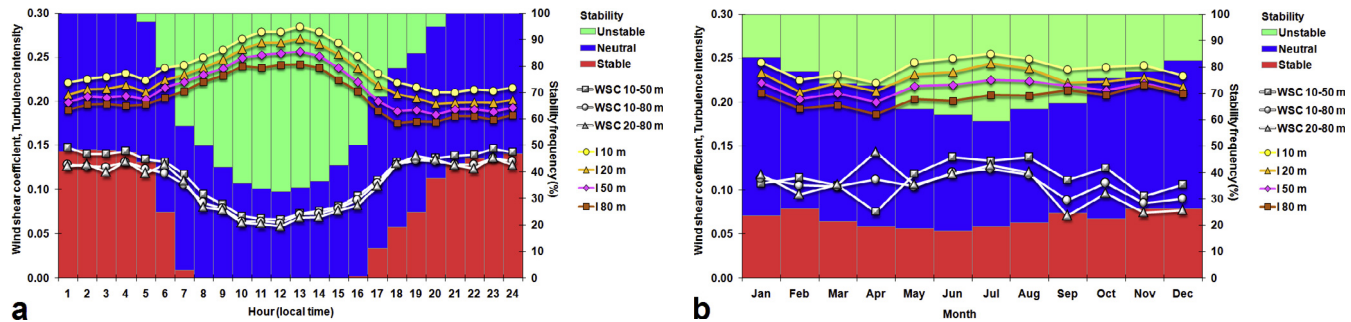 0.30
0.25
0.20
0.15
0.10
0.05
0.00
Wind shear coefficient, Turbulence Intensity
100
90
80
70
60
50
40
30
20
10
0
Stability frequency (%)
1 2 3 4 5 6 7 8 9 10 11 12 13 14 15 16 17 18 19 20 21 22 23 24
Hour (local time)
a
Stability
Unstable
Neutral
Stable
WSC 10-50 m
WSC 10-80 m
WSC 20-80 m
I 10 m
I 20 m
I 50 m
I 80 m
0.30
0.25
0.20
0.15
0.10
0.05
0.00
Wind shear coefficient, Turbulence Intensity
100
90
80
70
60
50
40
30
20
10
0
Stability frequency (%)
Jan Feb Mar Apr May Jun Jul Aug Sep Oct Nov Dec
Month
b
Stability
Unstable
Neutral
Stable
WSC 10-50 m
WSC 10-80 m
WSC 20-80 m
I 10 m
I 20 m
I 50 m
I 80 m